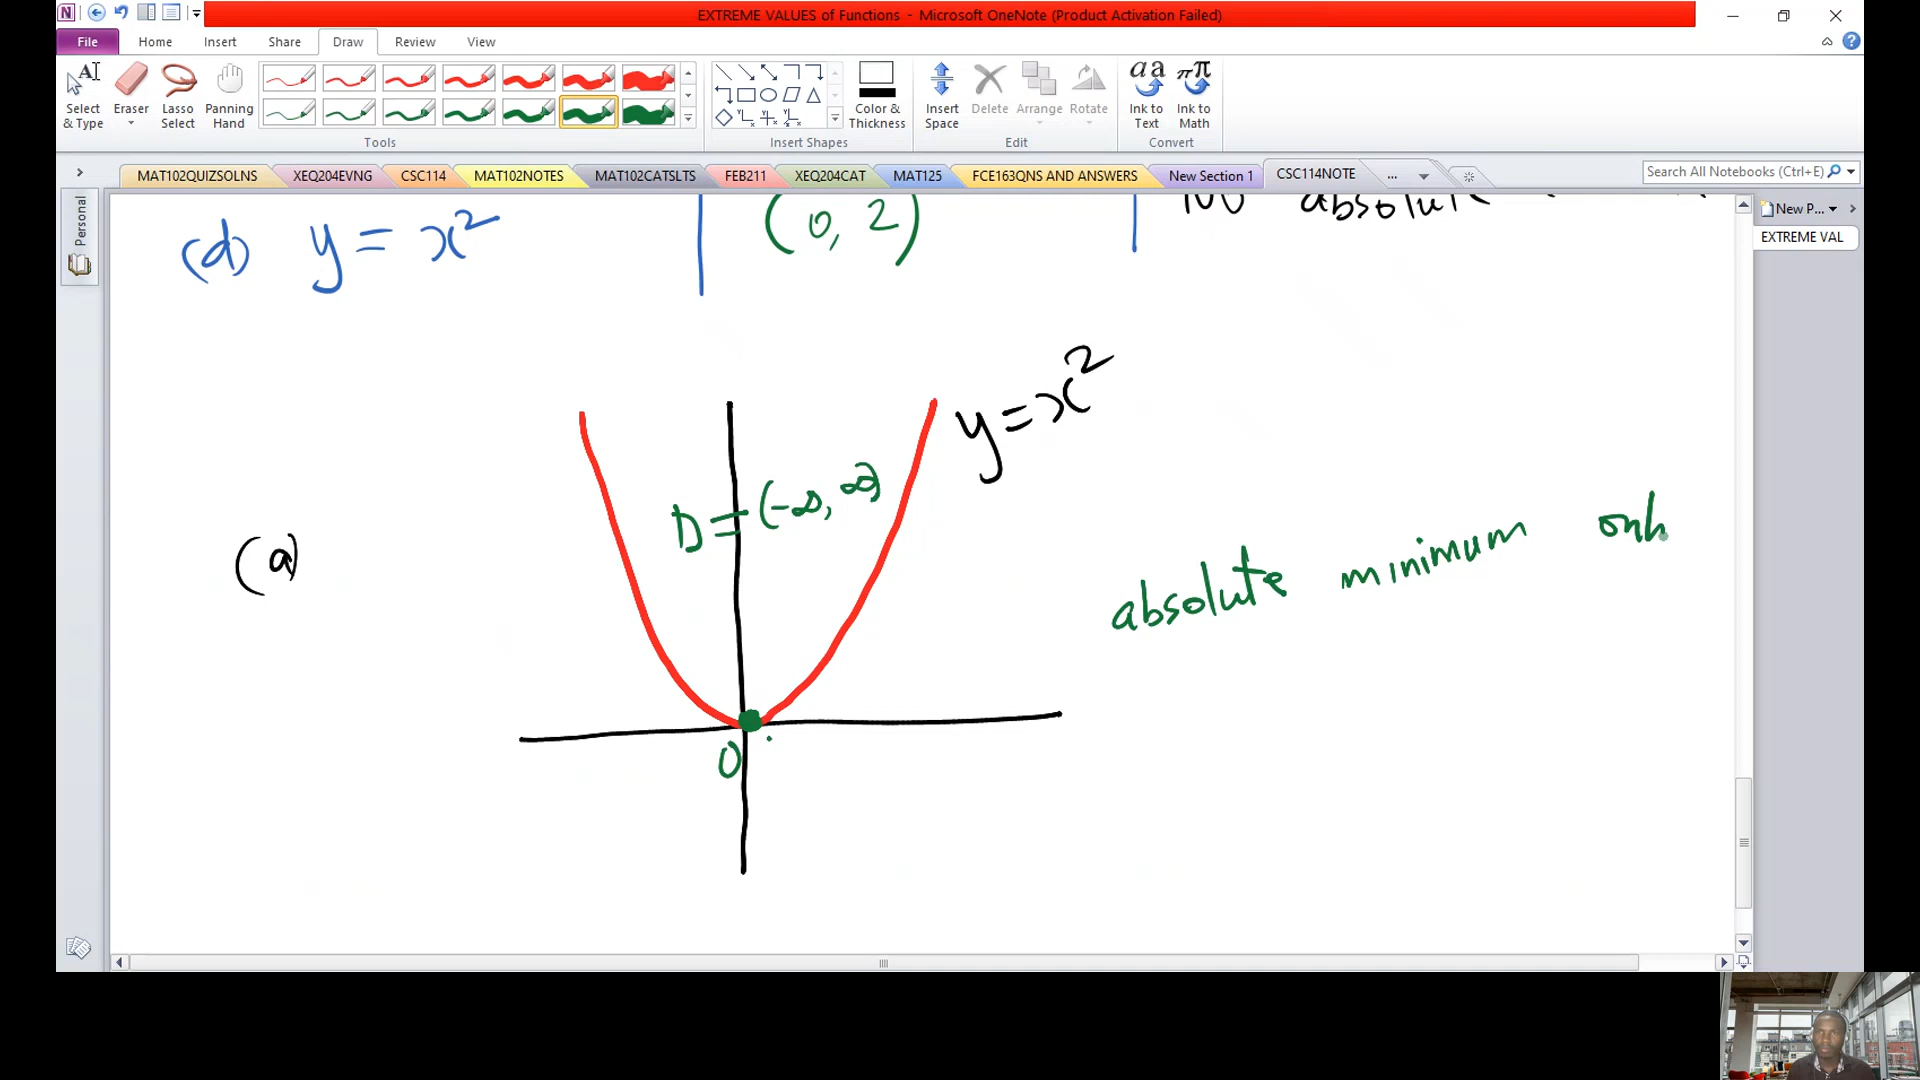 EXTREME VALUES of Functions - Microsoft OneNote (Product Activation Failed)
File Home Insert Share Draw Review View
Select & Type Eraser Lasso Select Panning Hand Color & Thickness Insert Space Delete Arrange Rotate Ink to Text Ink to Math
Tools Insert Shapes Edit Convert
MAT102QUIZSOLNS XEQ204EVNG CSC114 MAT102NOTES MAT102CATSLTS FEB211 XEQ204CAT MAT125 FCE163QNS AND ANSWERS New Section 1 CSC114NOTE ... Search All Notebooks (Ctrl+E)
Personal
New P...
EXTREME VAL
(d) y = x² (0, 2) No absolute
y = x²
D = (-∞, ∞)
(a)
absolute minimum
0